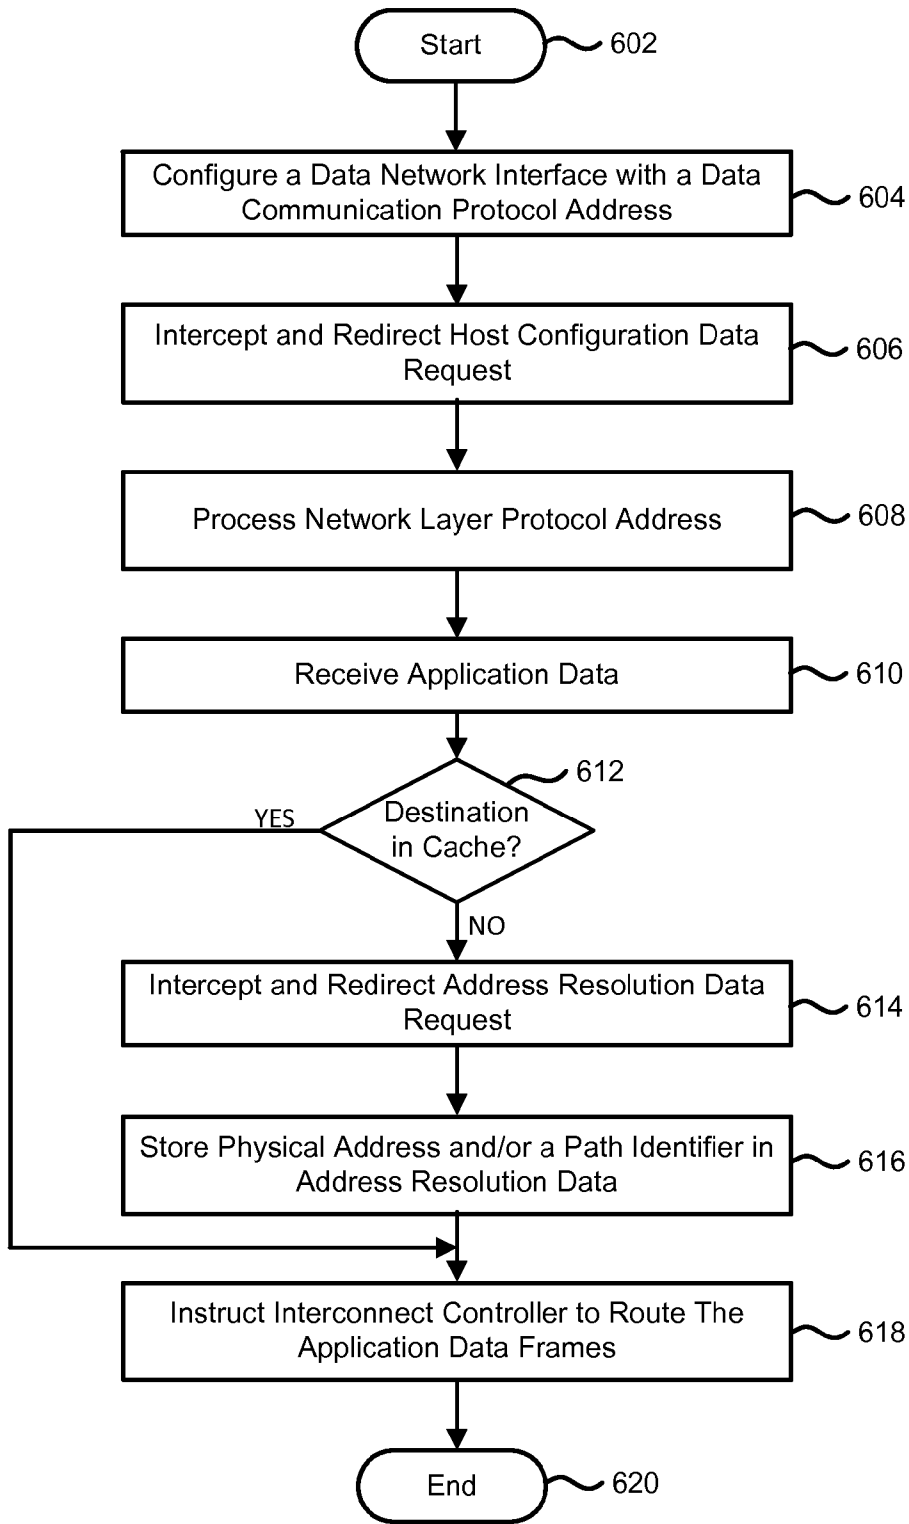 Start
602
Configure a Data Network Interface with a Data
Communication Protocol Address
604
Intercept and Redirect Host Configuration Data
Request
606
Process Network Layer Protocol Address
608
Receive Application Data
610
612
Destination
in Cache?
YES
NO
Intercept and Redirect Address Resolution Data
Request
614
Store Physical Address and/or a Path Identifier in
Address Resolution Data
616
Instruct Interconnect Controller to Route The
Application Data Frames
618
End
620